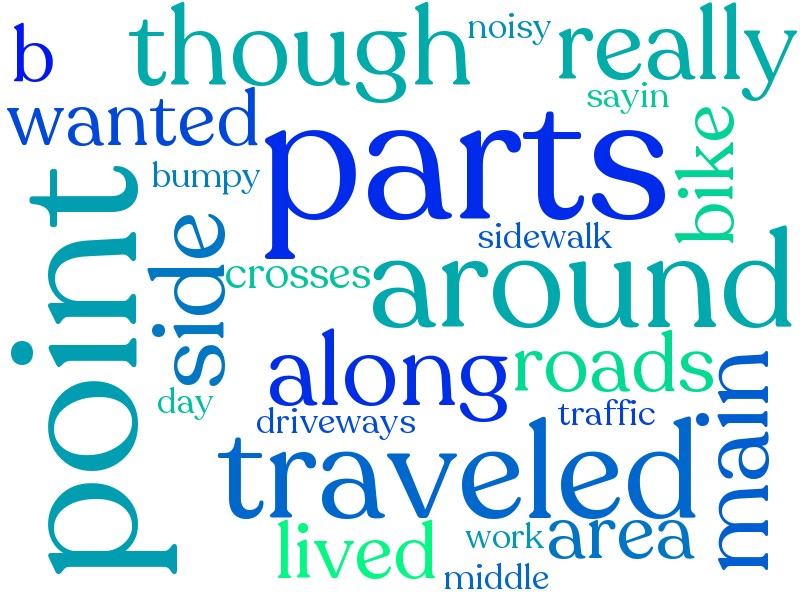 b
though
noisy
really
sayin
wanted
parts
bike
bumpy
point
side
sidewalk
crosses
around
along
roads
day
driveways
traffic
main
traveled
lived
work
area
middle